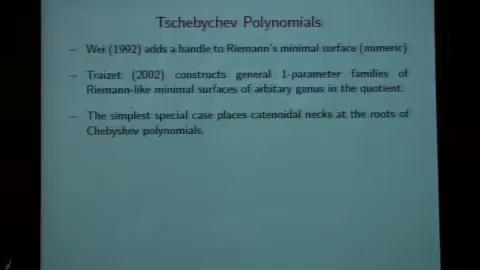 Tschebychev Polynomials
– Wei (1992) adds a handle to Riemann's minimal surface (numeric)
– Traizet (2002) constructs general 1-parameter families of
Riemann-like minimal surfaces of arbitary genus in the quotient.
– The simplest special case places catenoidal necks at the roots of
Chebyshev polynomials.